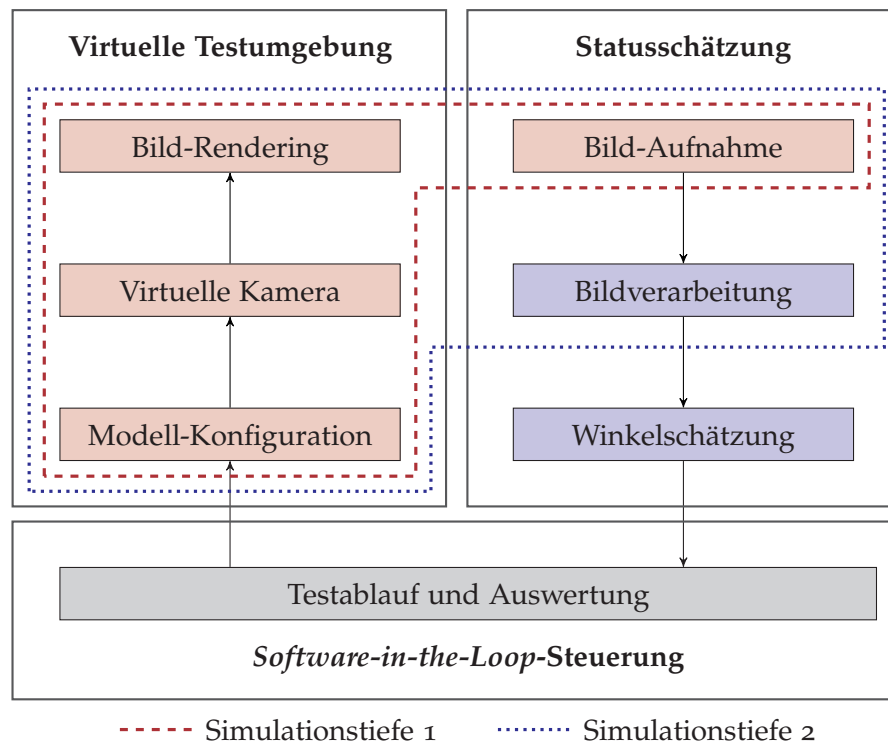 Virtuelle Testumgebung
Statusschätzung
Bild-Rendering
Bild-Aufnahme
Virtuelle Kamera
Bildverarbeitung
Modell-Konfiguration
Winkelschätzung
Testablauf und Auswertung
Software-in-the-Loop-Steuerung
Simulationstiefe 1
Simulationstiefe 2